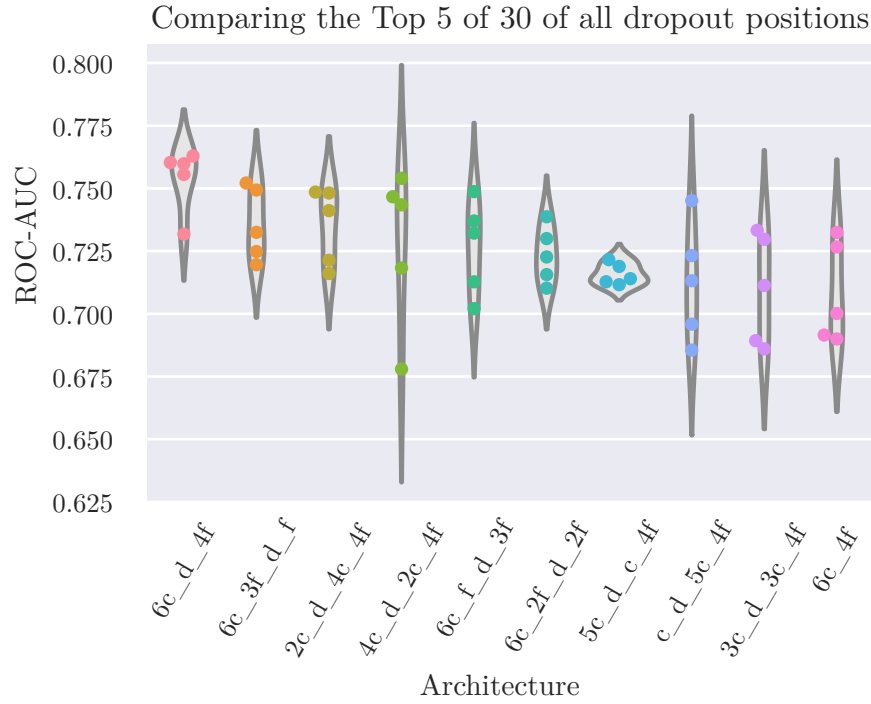 Comparing the Top 5 of 30 of all dropout positions
ROC-AUC
0.800
0.775
0.750
0.725
0.700
0.675
0.650
0.625
6c_d_4f
6c_3f_d_f
2c_d_4c_4f
4c_d_2c_4f
6c_f_d_3f
6c_2f_d_2f
5c_d_c_4f
c_d_5c_4f
3c_d_3c_4f
6c_4f
Architecture